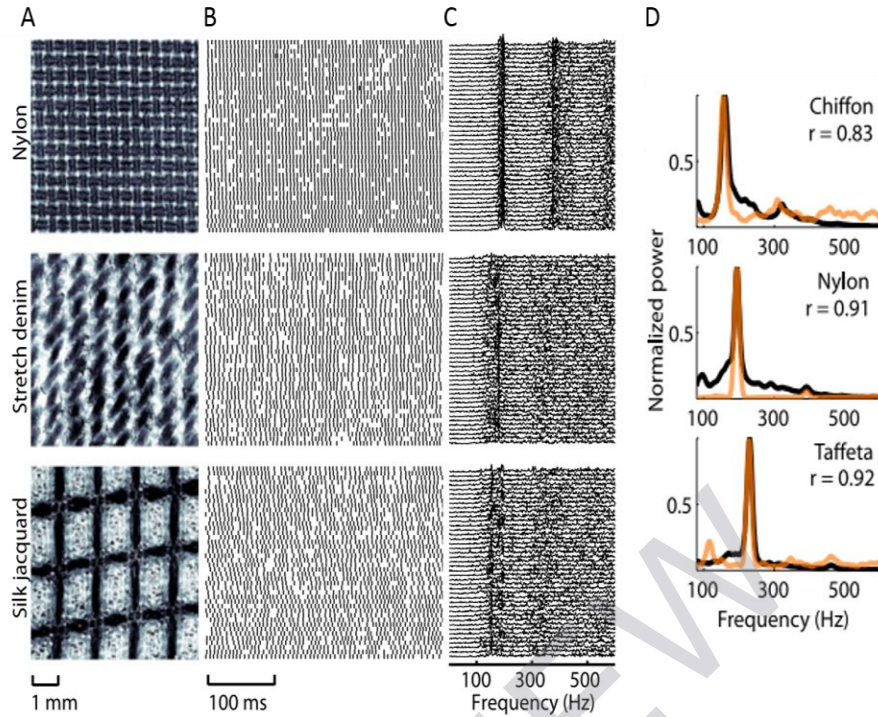 A B C D
Nylon
Stretch denim
Silk jacquard
1 mm
100 ms
100 300 500
Frequency (Hz)
Normalized power
Chiffon
r = 0.83
0.5
100 300 500
Nylon
r = 0.91
0.5
100 300 500
Taffeta
r = 0.92
0.5
100 300 500
Frequency (Hz)